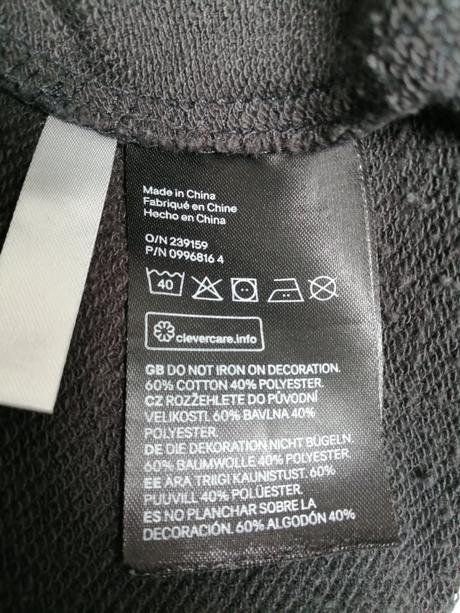 Made in China
Fabriqué en Chine
Hecho en China
O/N 239159
P/N 0996816 4
40
clevercare.info
GB DO NOT IRON ON DECORATION.
60% COTTON 40% POLYESTER.
CZ ROZŽEHLETE DO PŮVODNÍ
VELIKOSTI. 60% BAVLNA 40%
POLYESTER.
DE DIE DEKORATION NICHT BÜGELN.
60% BAUMWOLLE 40% POLYESTER.
EE ÄRA TRIIGI KAUNISTUST. 60%
PUUVILL 40% POLÜESTER.
ES NO PLANCHAR SOBRE LA
DECORACIÓN. 60% ALGODÓN 40%